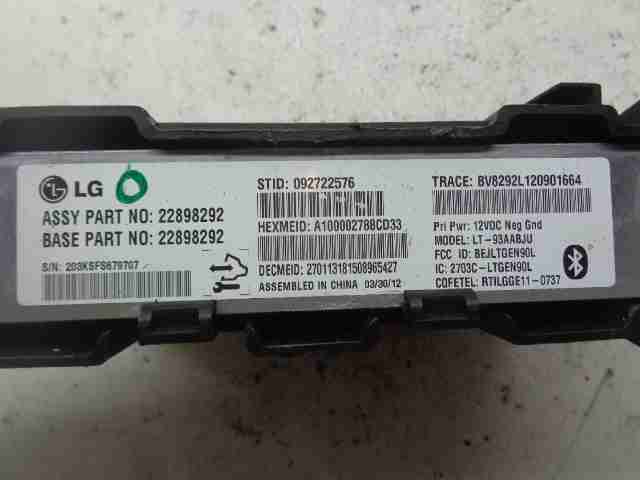 LG
ASSY PART NO: 22898292
BASE PART NO: 22898292
S/N: 203KSFS679707
STID: 092722576
HEXMEID: A100002788CD33
DECMEID: 270113181508965427
ASSEMBLED IN CHINA 03/30/12
TRACE: BV8292L120901664
Pri Pwr: 12VDC Neg Gnd
MODEL: LT-93AABJU
FCC ID: BEJLTGEN90L
IC: 2703C-LTGEN90L
COFETEL: RTILGGE11-0737